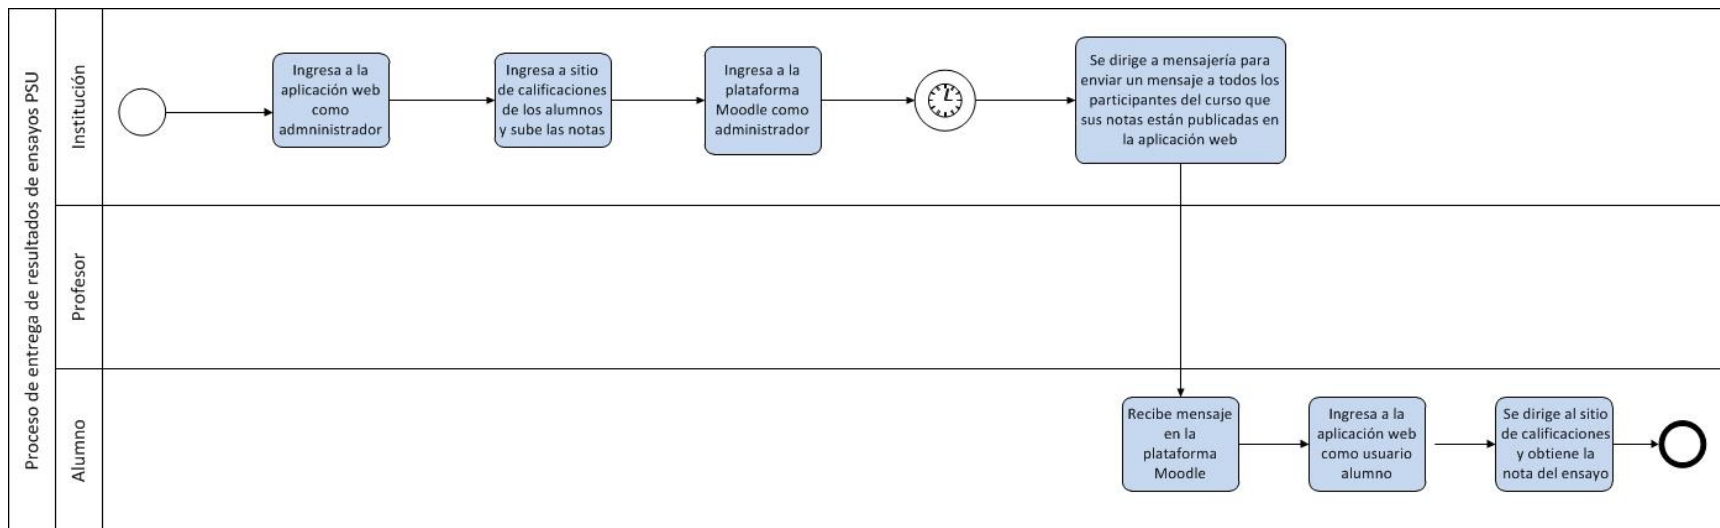 Proceso de entrega de resultados de ensayos PSU
Institución
Ingresa a la
aplicación web
como
admninistrador
Ingresa a sitio
de calificaciones
de los alumnos
y sube las notas
Ingresa a la
plataforma
Moodle como
administrador
Se dirige a mensajería para
enviar un mensaje a todos los
participantes del curso que
sus notas están publicadas en
la aplicación web
Profesor
Alumno
Recibe mensaje
en la
plataforma
Moodle
Ingresa a la
aplicación web
como usuario
alumno
Se dirige al sitio
de calificaciones
y obtiene la
nota del ensayo